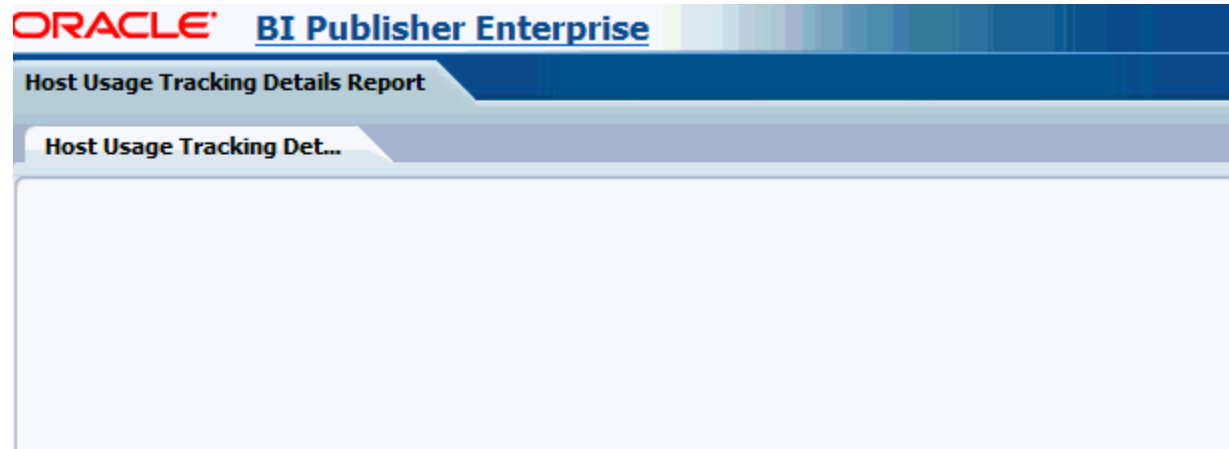 ORACLE BI Publisher Enterprise
Host Usage Tracking Details Report
Host Usage Tracking Det...